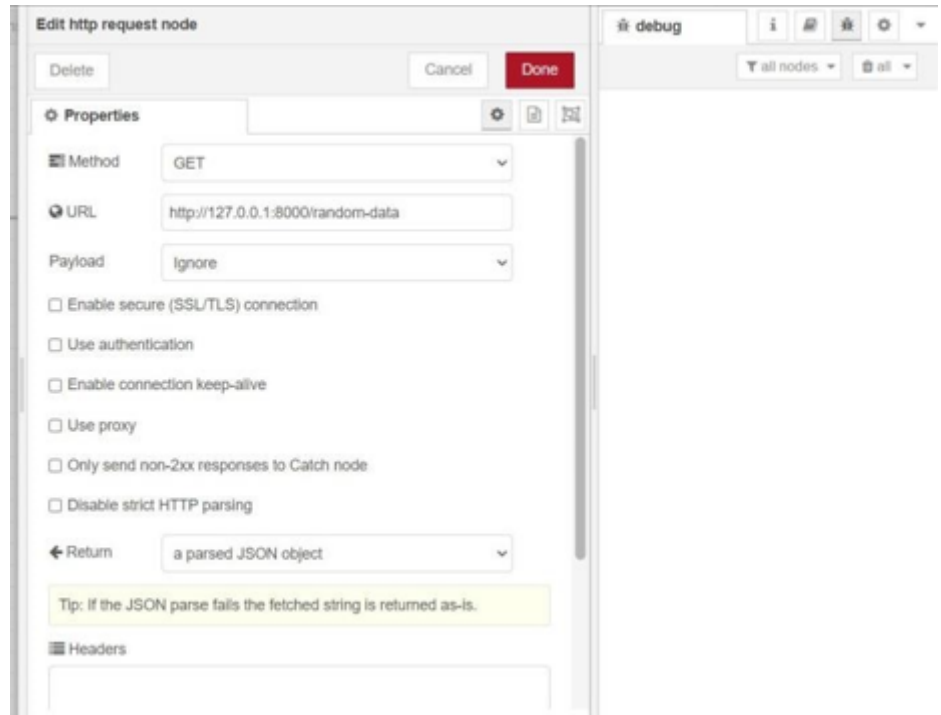 Edit http request node
debug
Delete
Cancel
Done
all nodes
all
Properties
Method
GET
URL
http://127.0.0.1:8000/random-data
Payload
Ignore
Enable secure (SSL/TLS) connection
Use authentication
Enable connection keep-alive
Use proxy
Only send non-2xx responses to Catch node
Disable strict HTTP parsing
Return
a parsed JSON object
Tip: If the JSON parse fails the fetched string is returned as-is.
Headers